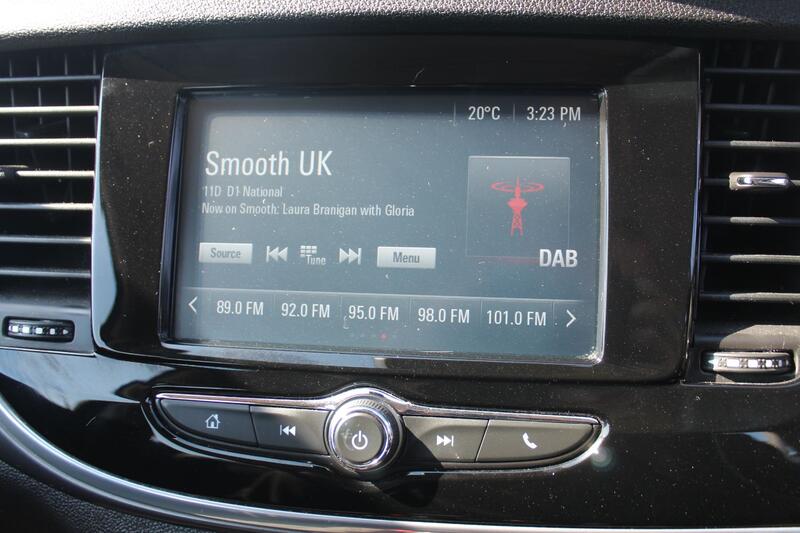 20°C 3:23 PM
Smooth UK
11D D1 National
Now on Smooth: Laura Branigan with Gloria
Source Tune Menu
DAB
89.0 FM 92.0 FM 95.0 FM 98.0 FM 101.0 FM